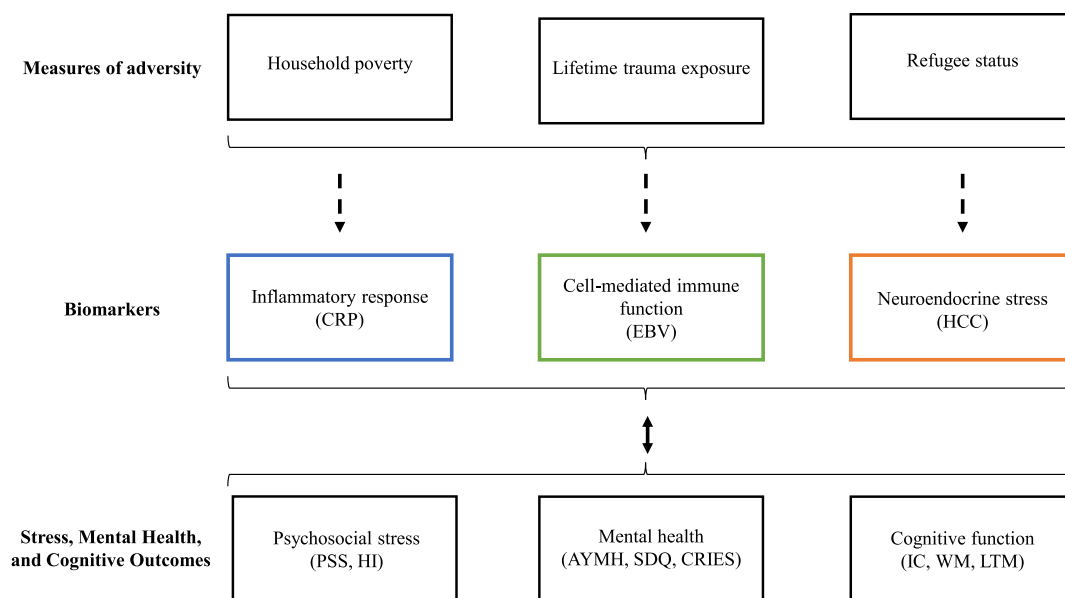 Measures of adversity
Household poverty
Lifetime trauma exposure
Refugee status
Biomarkers
Inflammatory response
(CRP)
Cell-mediated immune
function
(EBV)
Neuroendocrine stress
(HCC)
Stress, Mental Health,
and Cognitive Outcomes
Psychosocial stress
(PSS, HI)
Mental health
(AYMH, SDQ, CRIES)
Cognitive function
(IC, WM, LTM)